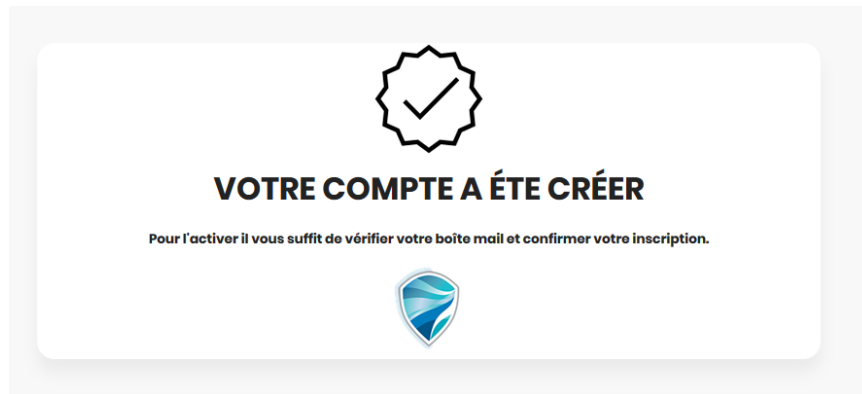 VOTRE COMPTE A ÉTE CRÉER
Pour l'activer il vous suffit de vérifier votre boîte mail et confirmer votre inscription.